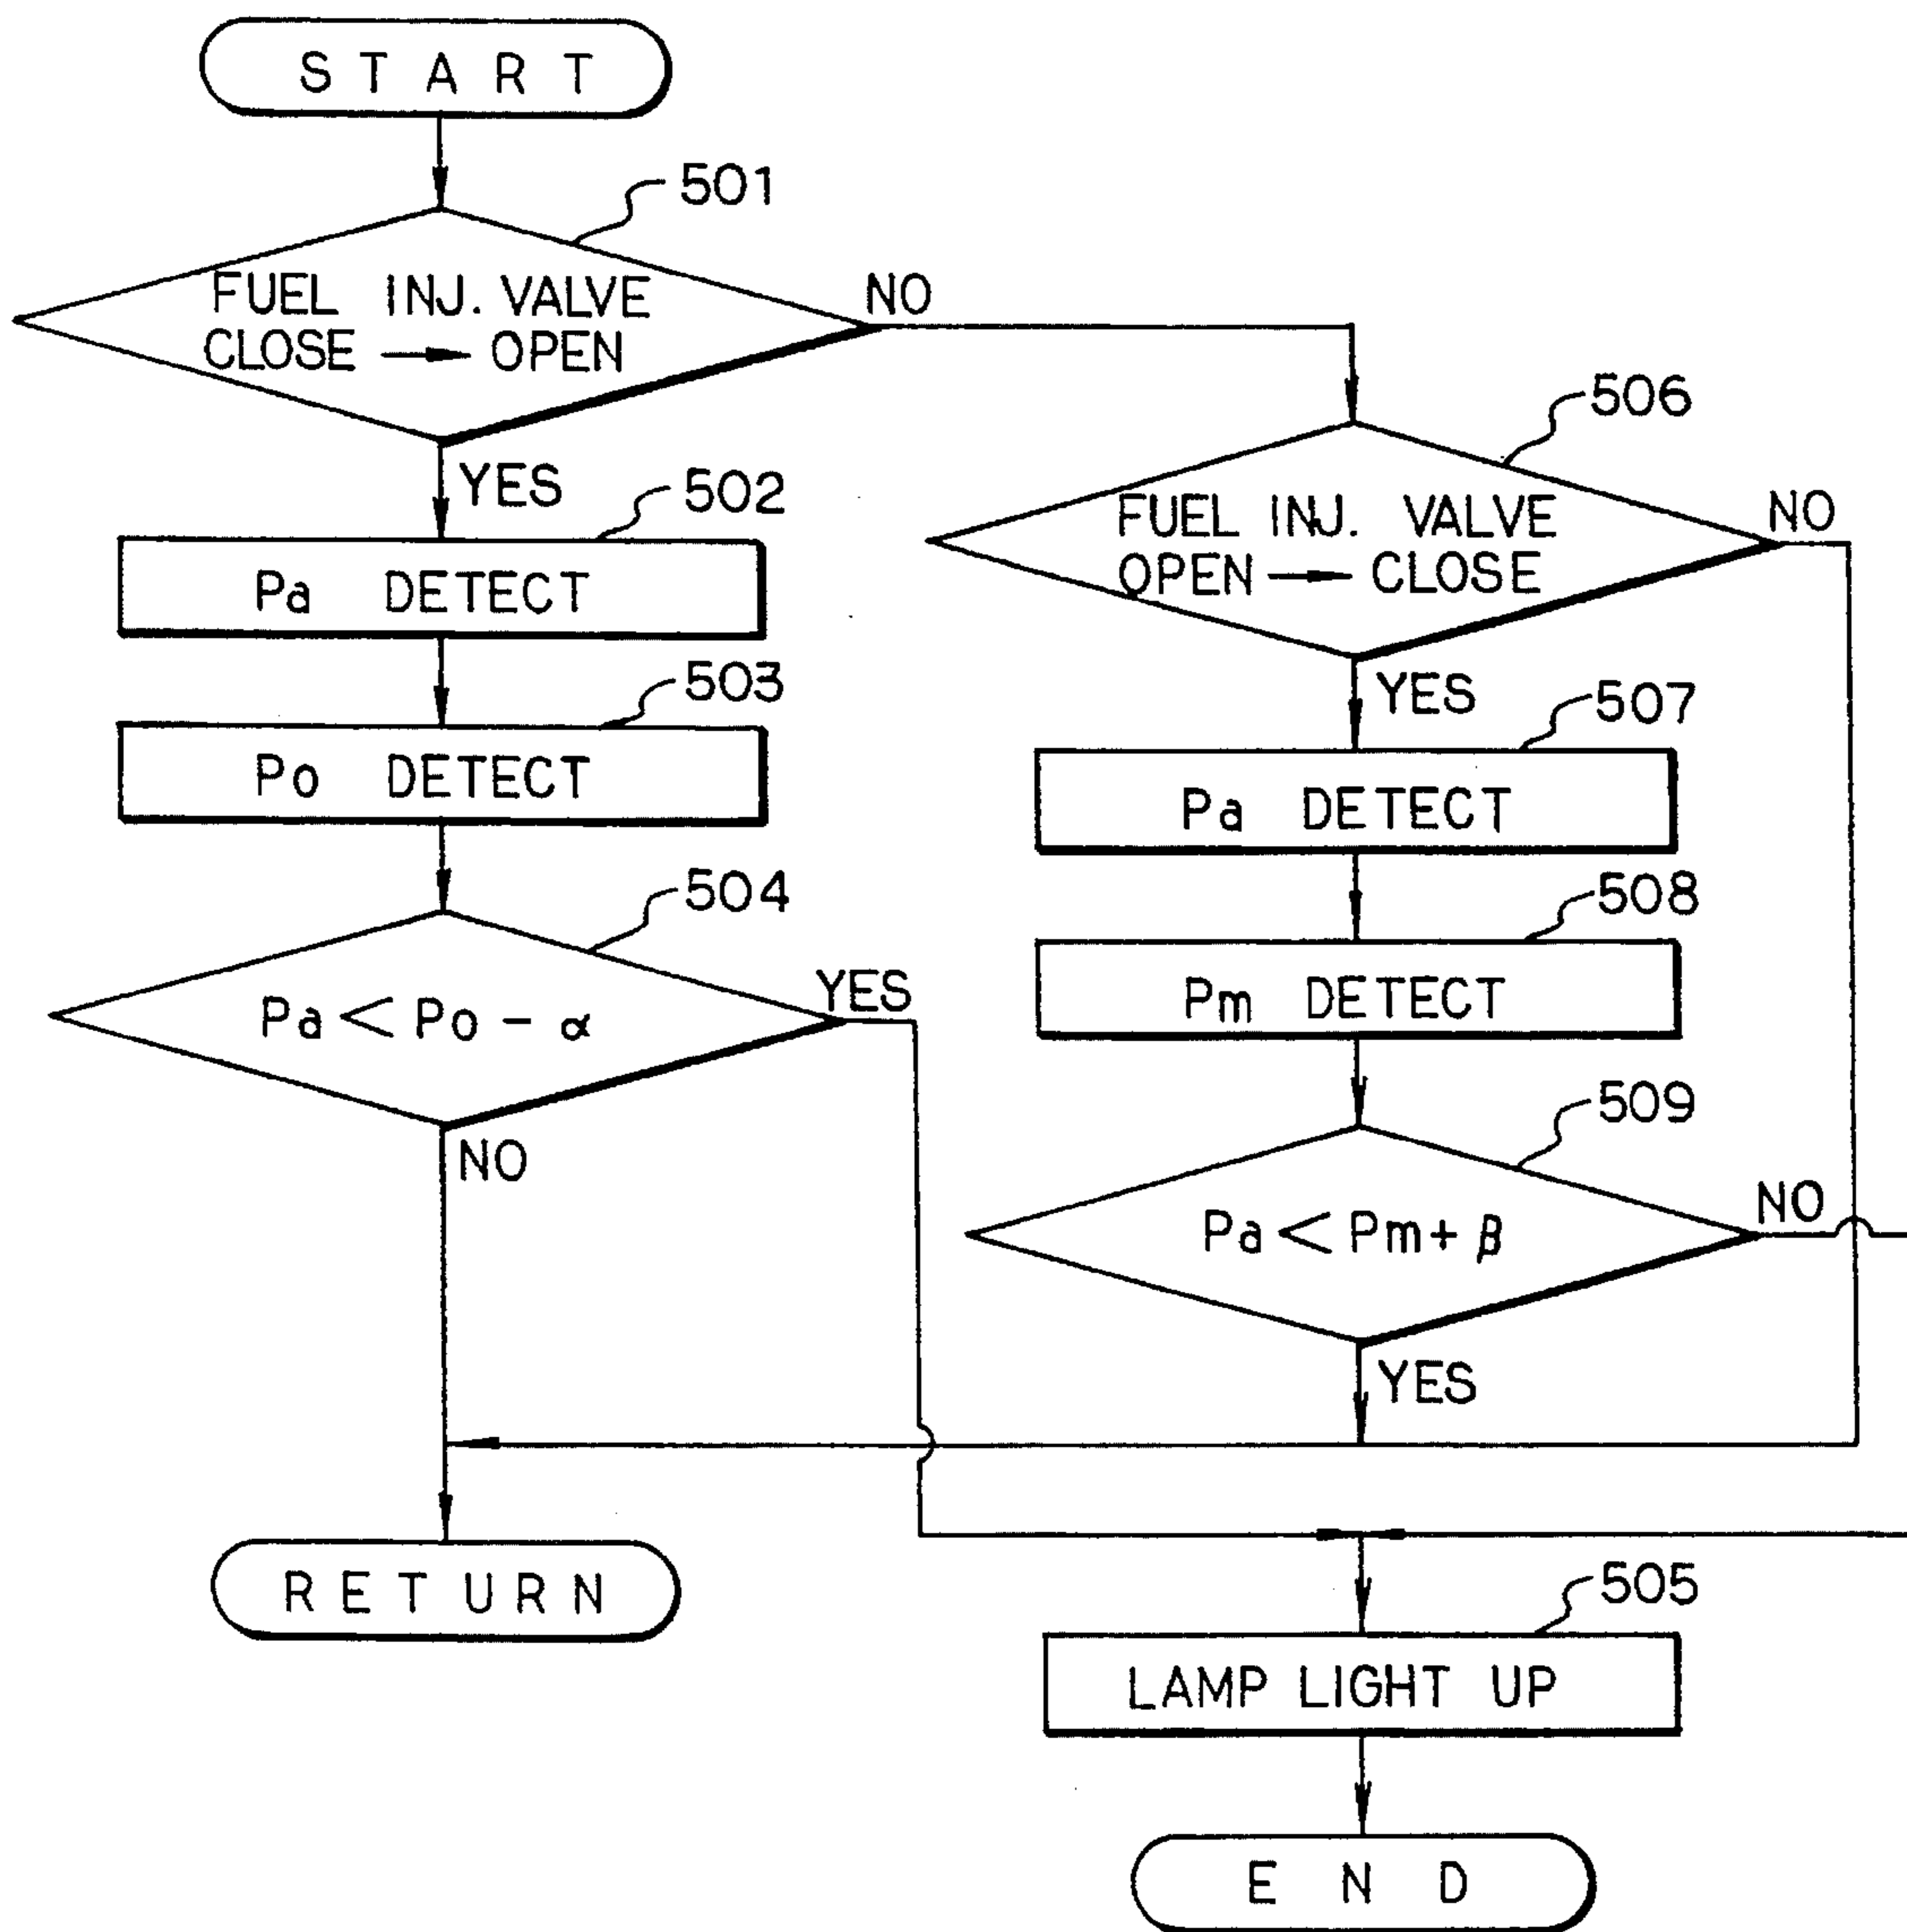 START
501
FUEL INJ. VALVE
CLOSE → OPEN
NO
YES
502
Pa DETECT
503
Po DETECT
504
Pa < Po - α
YES
NO
RETURN
506
FUEL INJ. VALVE
OPEN → CLOSE
NO
YES
507
Pa DETECT
508
Pm DETECT
509
Pa < Pm + β
NO
YES
505
LAMP LIGHT UP
END